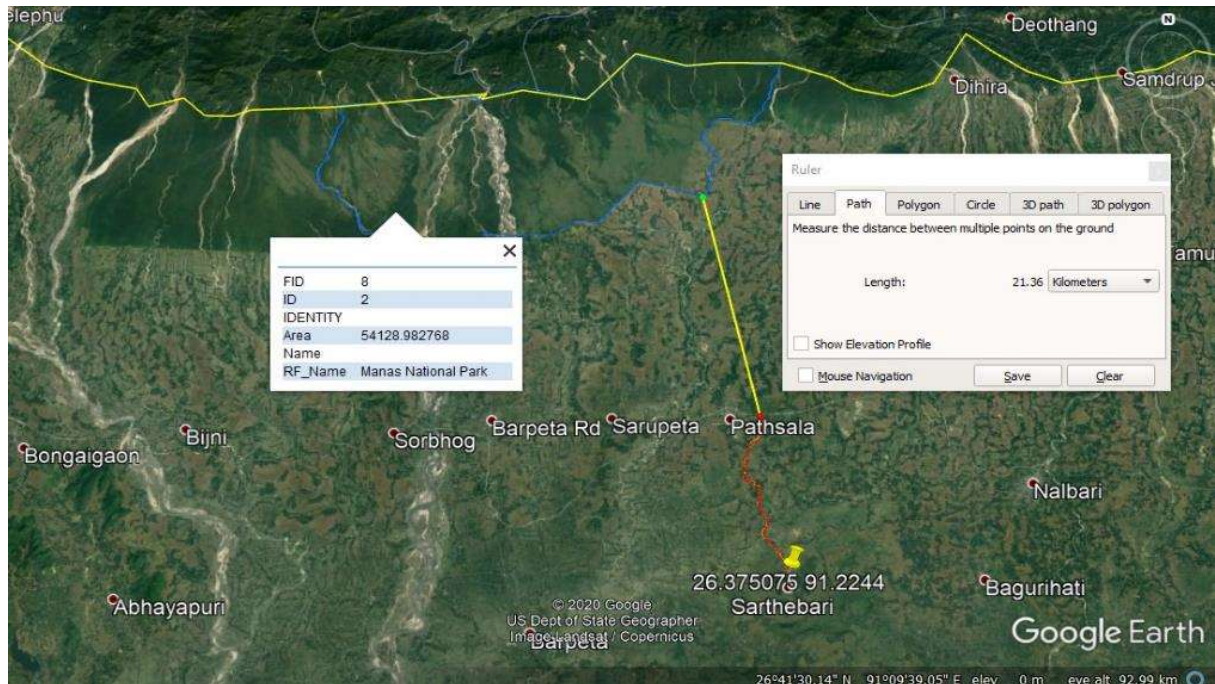 elephu
Deothang
N
Dihira
Samdrup J
Ruler
Line Path Polygon Circle 3D path 3D polygon
Measure the distance between multiple points on the ground
Length: 21.36 Kilometers
Show Elevation Profile
Mouse Navigation Save Clear
Tamu
FID 8
ID 2
IDENTITY
Area 54128.982768
Name
RF_Name Manas National Park
Bongaigaon
Bijni
Sorbhog
Barpeta Rd
Sarupeta
Pathsala
Nalbari
26.375075 91.2244
Sarthebari
Bagurihati
Abhayapuri
Barpeta
© 2020 Google
US Dept of State Geographer
Image Landsat / Copernicus
Google Earth
26°41'30.14" N 91°09'39.05" E elev 0 m eye alt 92.99 km